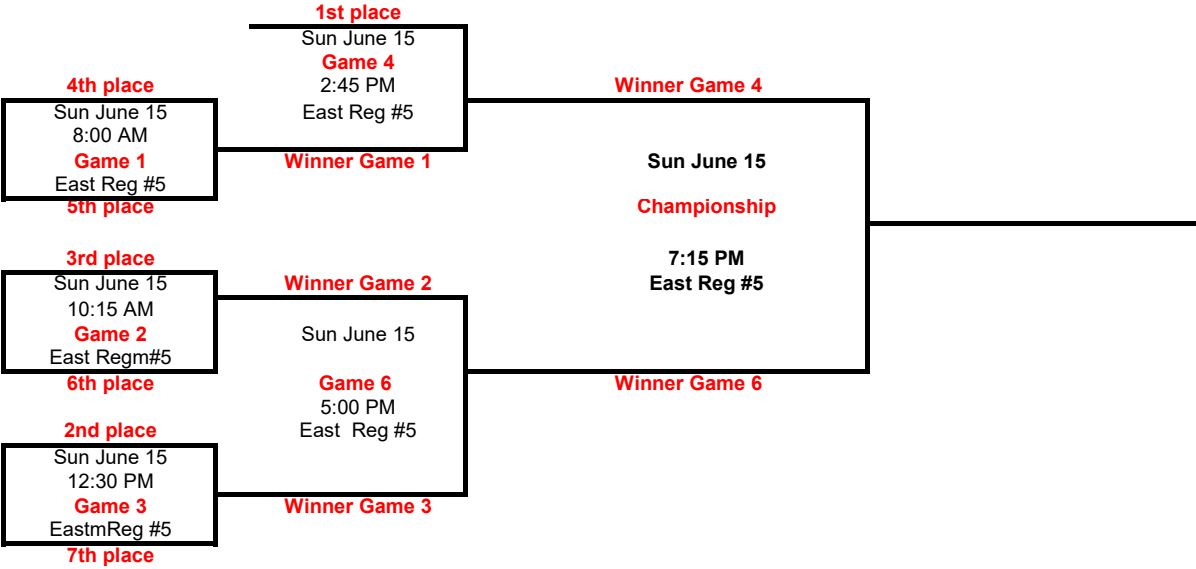 1st place
Sun June 15
Game 4
2:45 PM
East Reg #5
4th place
Sun June 15
8:00 AM
Game 1
East Reg #5
5th place
Winner Game 1
Winner Game 4
Sun June 15
Championship
7:15 PM
East Reg #5
3rd place
Sun June 15
10:15 AM
Game 2
East Regm#5
6th place
Winner Game 2
Sun June 15
Game 6
5:00 PM
East  Reg #5
Winner Game 6
2nd place
Sun June 15
12:30 PM
Game 3
EastmReg #5
7th place
Winner Game 3